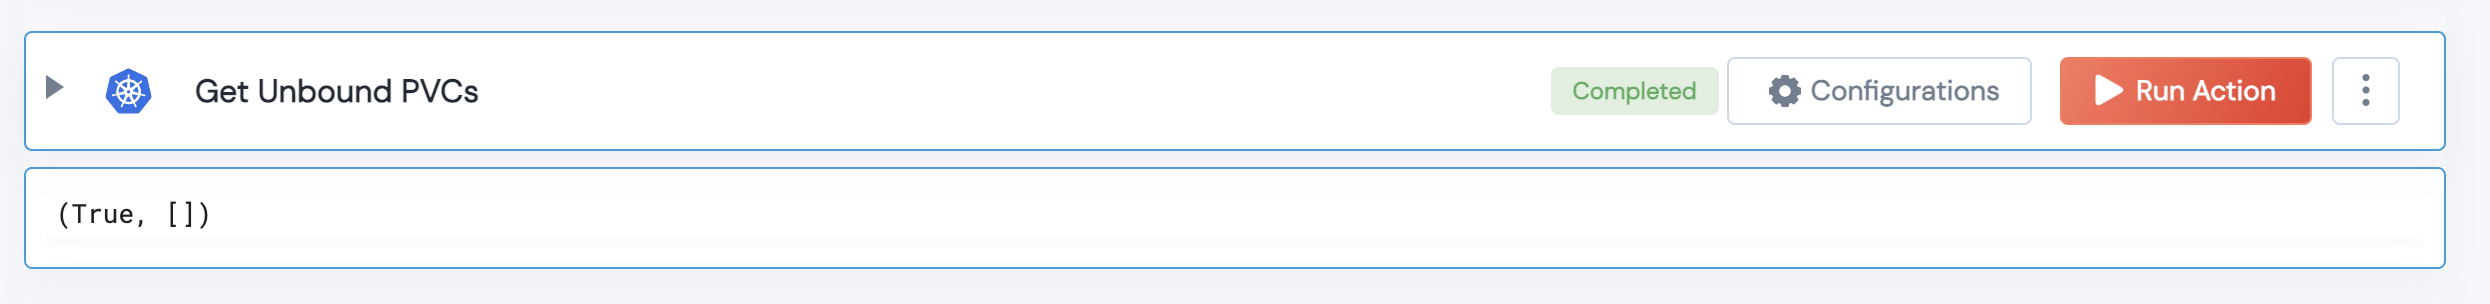 Get Unbound PVCs Completed Configurations Run Action
(True, [])